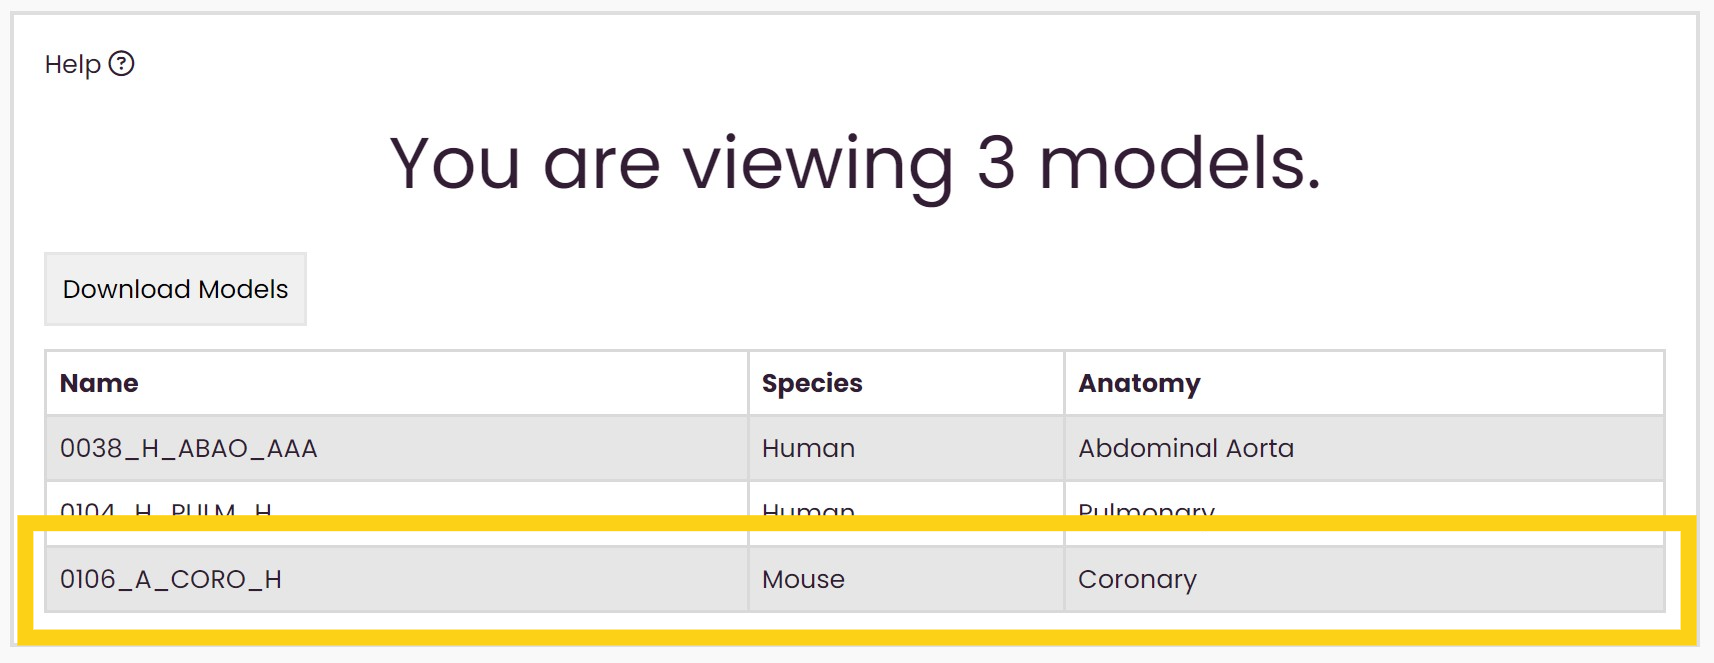 Help ?
You are viewing 3 models.
Download Models
Name Species Anatomy
0038_H_ABAO_AAA Human Abdominal Aorta
0104_H_PULM_H Human Pulmonary
0106_A_CORO_H Mouse Coronary